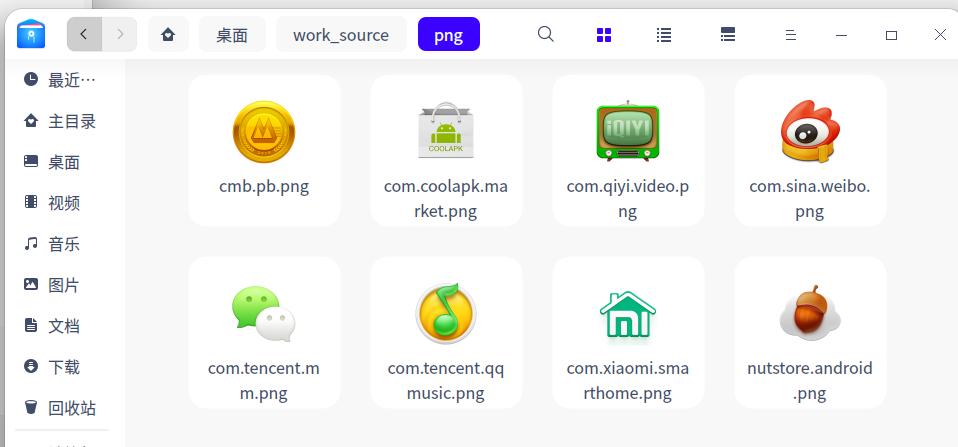 桌面
work_source
png
最近…
主目录
桌面
视频
音乐
图片
文档
下载
回收站
cmb.pb.png
COOLAPK
com.coolapk.ma
rket.png
iQIYI
com.qiyi.video.p
ng
com.sina.weibo.
png
com.tencent.m
m.png
com.tencent.qq
music.png
com.xiaomi.sma
rthome.png
nutstore.android
.png